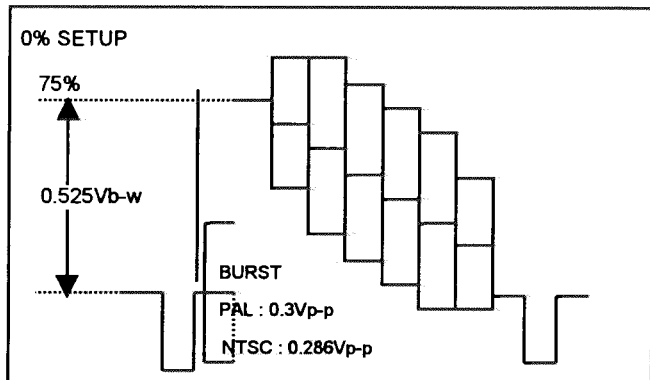 0% SETUP
75%
0.525Vb-w
BURST
PAL : 0.3Vp-p
NTSC : 0.286Vp-p